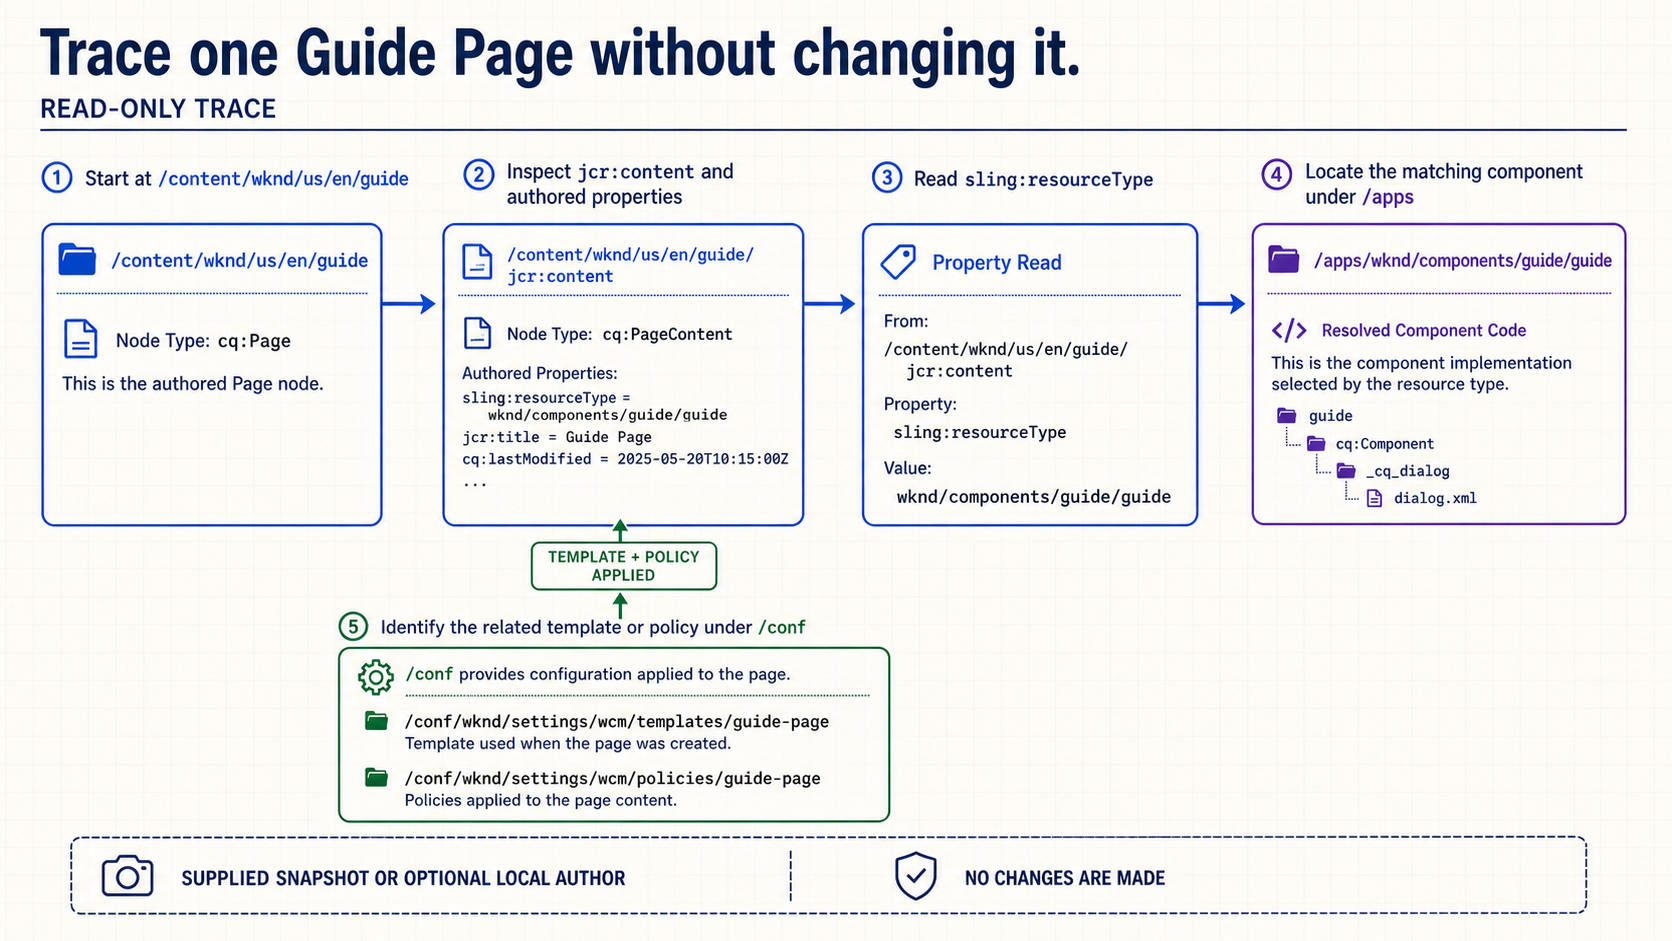 Trace one Guide Page without changing it.
READ-ONLY TRACE
1 Start at /content/wknd/us/en/guide
/content/wknd/us/en/guide
Node Type: cq:Page
This is the authored Page node.
2 Inspect jcr:content and
authored properties
/content/wknd/us/en/guide/
jcr:content
Node Type: cq:PageContent
Authored Properties:
sling:resourceType =
wknd/components/guide/guide
jcr:title = Guide Page
cq:lastModified = 2025-05-20T10:15:00Z
...
3 Read sling:resourceType
Property Read
From:
/content/wknd/us/en/guide/
jcr:content
Property:
sling:resourceType
Value:
wknd/components/guide/guide
4 Locate the matching component
under /apps
/apps/wknd/components/guide/guide
</> Resolved Component Code
This is the component implementation
selected by the resource type.
guide
cq:Component
_cq_dialog
dialog.xml
TEMPLATE + POLICY
APPLIED
5 Identify the related template or policy under /conf
/conf provides configuration applied to the page.
/conf/wknd/settings/wcm/templates/guide-page
Template used when the page was created.
/conf/wknd/settings/wcm/policies/guide-page
Policies applied to the page content.
SUPPLIED SNAPSHOT OR OPTIONAL LOCAL AUTHOR
NO CHANGES ARE MADE